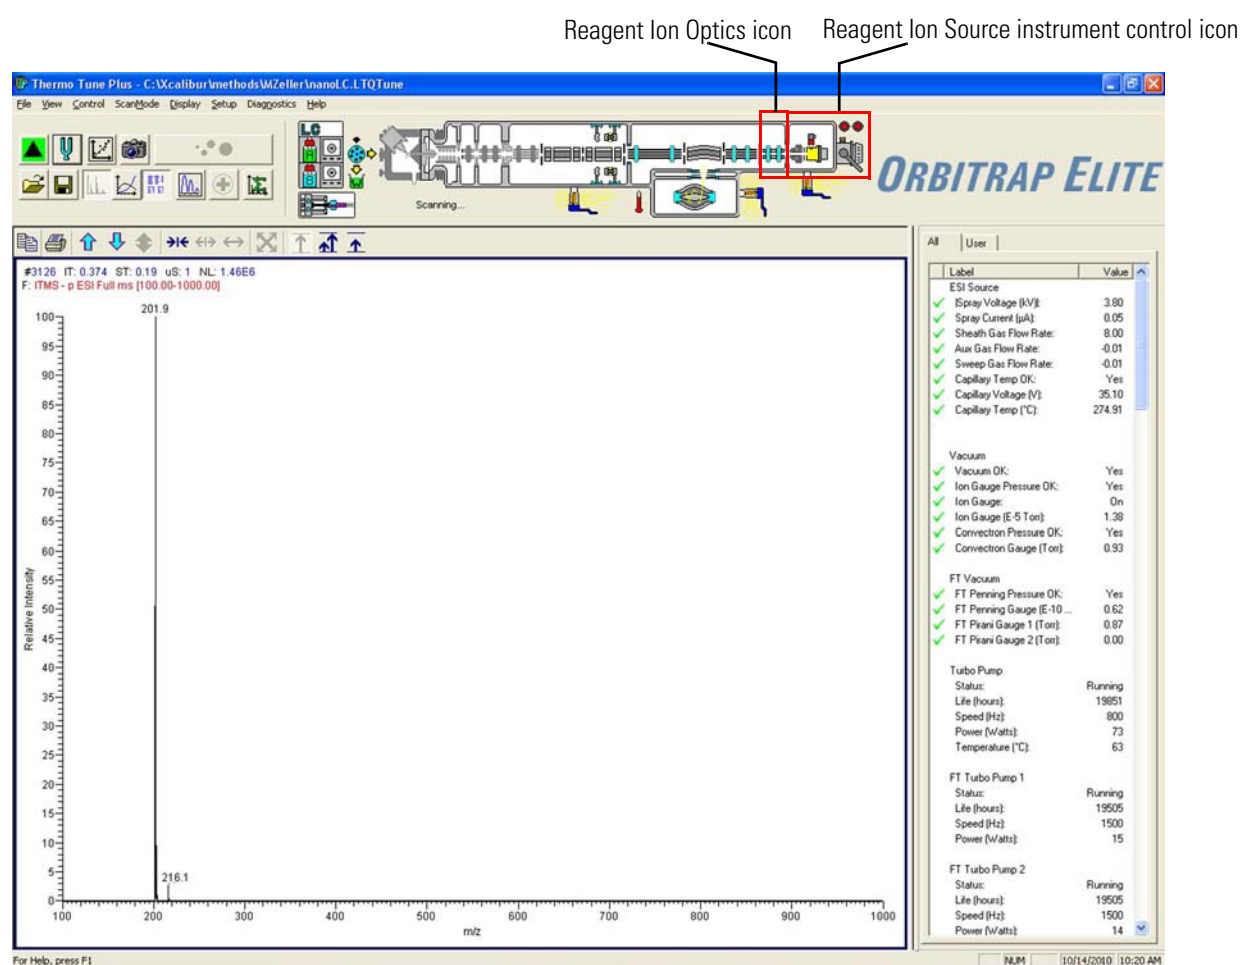 Reagent Ion Optics icon
Reagent Ion Source instrument control icon
Thermo Tune Plus - C:\Xcalibur\methods\MZeller\nanoLC.LTQTune
File View Control ScanMode Display Setup Diagnostics Help
LC
Scanning...
ORBITRAP ELITE
#3126 IT: 0.374 ST: 0.19 uS: 1 NL: 1.46E6
F: ITMS - p ESI Full ms [100.00-1000.00]
201.9
216.1
100
95
90
85
80
75
70
65
60
55
50
45
40
35
30
25
20
15
10
5
0
Relative Intensity
100 200 300 400 500 600 700 800 900 1000
m/z
All User
Label Value
ESI Source
|Spray Voltage (kV)|: 3.80
Spray Current (µA): 0.05
Sheath Gas Flow Rate: 8.00
Aux Gas Flow Rate: -0.01
Sweep Gas Flow Rate: -0.01
Capillary Temp OK: Yes
Capillary Voltage (V): 35.10
Capillary Temp (°C): 274.91
Vacuum
Vacuum OK: Yes
Ion Gauge Pressure OK: Yes
Ion Gauge: On
Ion Gauge (E-5 Torr): 1.38
Convectron Pressure OK: Yes
Convectron Gauge (Torr): 0.93
FT Vacuum
FT Penning Pressure OK: Yes
FT Penning Gauge (E-10 ... 0.62
FT Pirani Gauge 1 (Torr): 0.87
FT Pirani Gauge 2 (Torr): 0.00
Turbo Pump
Status: Running
Life (hours): 19851
Speed (Hz): 800
Power (Watts): 73
Temperature (°C): 63
FT Turbo Pump 1
Status: Running
Life (hours): 19505
Speed (Hz): 1500
Power (Watts): 15
FT Turbo Pump 2
Status: Running
Life (hours): 19505
Speed (Hz): 1500
Power (Watts): 14
For Help, press F1
NUM 10/14/2010 10:20 AM